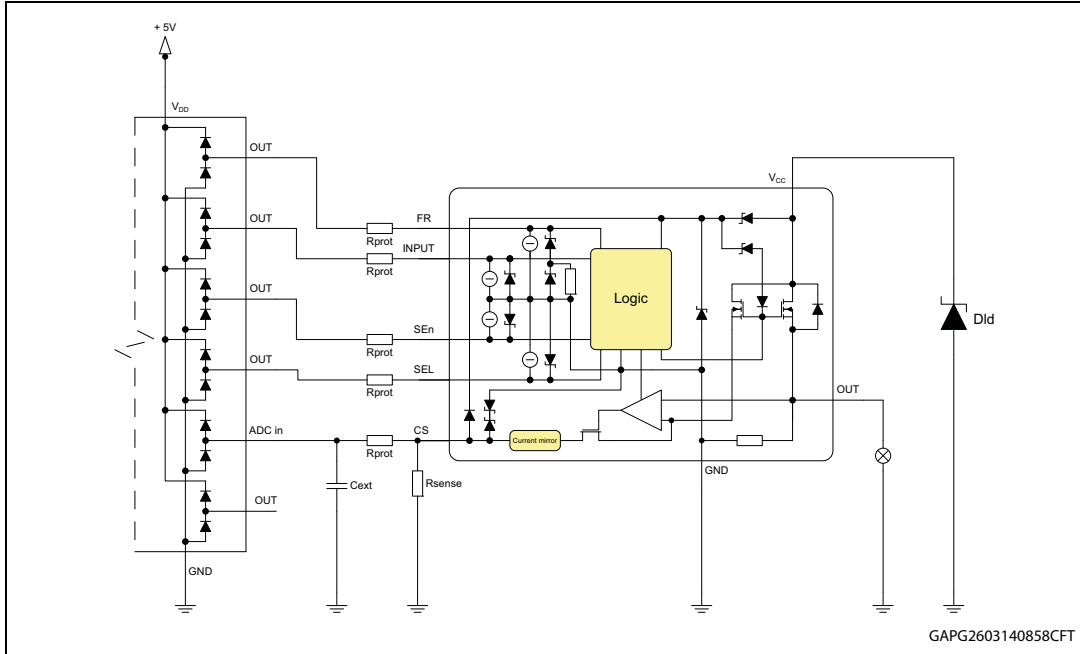 + 5V
VDD
OUT
OUT
OUT
OUT
ADC in
OUT
GND
Rprot
Rprot
Rprot
Rprot
Rprot
FR
INPUT
SEn
SEL
CS
Cext
Rsense
VCC
Logic
Current mirror
GND
OUT
Dld
GAPG2603140858CFT